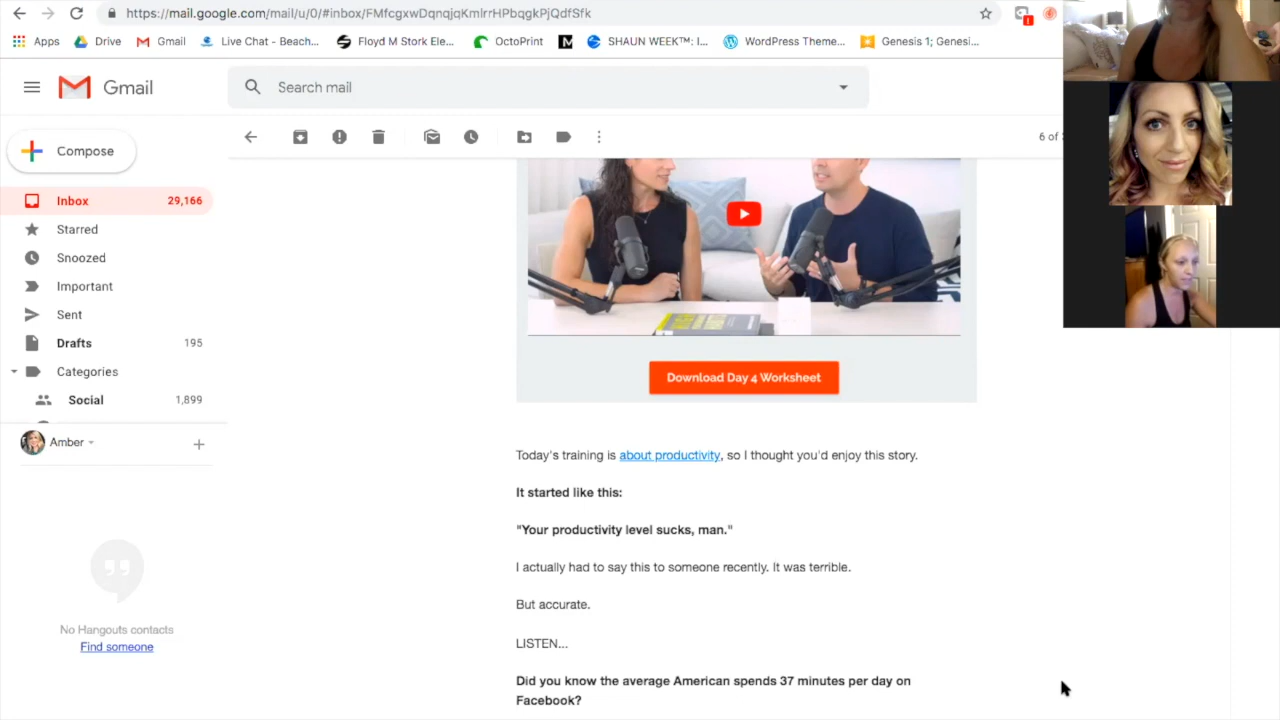 https://mail.google.com/mail/u/0/#inbox/FMfcgxwDqnqjqKmlrrHPbqgkPjQdfSfk
Apps Drive Gmail Live Chat - Beach... Floyd M Stork Ele... OctoPrint SHAUN WEEK™: I... WordPress Theme... Genesis 1; Genesi...
Gmail
Search mail
Compose
6 of
Inbox 29,166
Starred
Snoozed
Important
Sent
Drafts 195
Categories
Social 1,899
Amber
No Hangouts contacts
Find someone
Download Day 4 Worksheet
Today's training is about productivity, so I thought you'd enjoy this story.
It started like this:
"Your productivity level sucks, man."
I actually had to say this to someone recently. It was terrible.
But accurate.
LISTEN...
Did you know the average American spends 37 minutes per day on
Facebook?